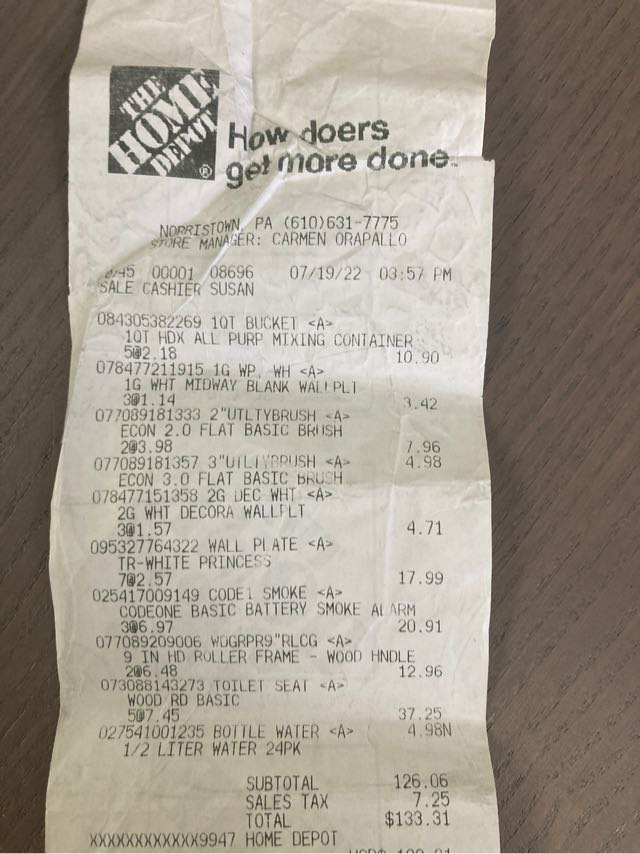 THE
HOME
DEPOT
®
How doers
get more done™
NORRISTOWN, PA (610)631-7775
STORE MANAGER: CARMEN ORAPALLO
00001 08696 07/19/22 03:57 PM
SALE CASHIER SUSAN
084305382269 1QT BUCKET <A>
1QT HDX ALL PURP MIXING CONTAINER
5@2.18 10.90
078477211915 1G WP, WH <A>
1G WHT MIDWAY BLANK WALLPLT
3@1.14 3.42
077089181333 2"UTLTYBRUSH <A>
ECON 2.0 FLAT BASIC BRUSH
2@3.98 7.96
077089181357 3"UTLTYBRUSH <A> 4.98
ECON 3.0 FLAT BASIC BRUSH
078477151358 2G DEC WHT <A>
2G WHT DECORA WALLPLT
3@1.57 4.71
095327764322 WALL PLATE <A>
TR-WHITE PRINCESS
7@2.57 17.99
025417009149 CODE1 SMOKE <A>
CODEONE BASIC BATTERY SMOKE ALARM
3@6.97 20.91
077089209006 WDGRPR9"RLCG <A>
9 IN HD ROLLER FRAME - WOOD HNDLE
2@6.48 12.96
073088143273 TOILET SEAT <A>
WOOD RD BASIC
5@7.45 37.25
027541001235 BOTTLE WATER <A> 4.98N
1/2 LITER WATER 24PK
SUBTOTAL 126.06
SALES TAX 7.25
TOTAL $133.31
XXXXXXXXXXXX9947 HOME DEPOT